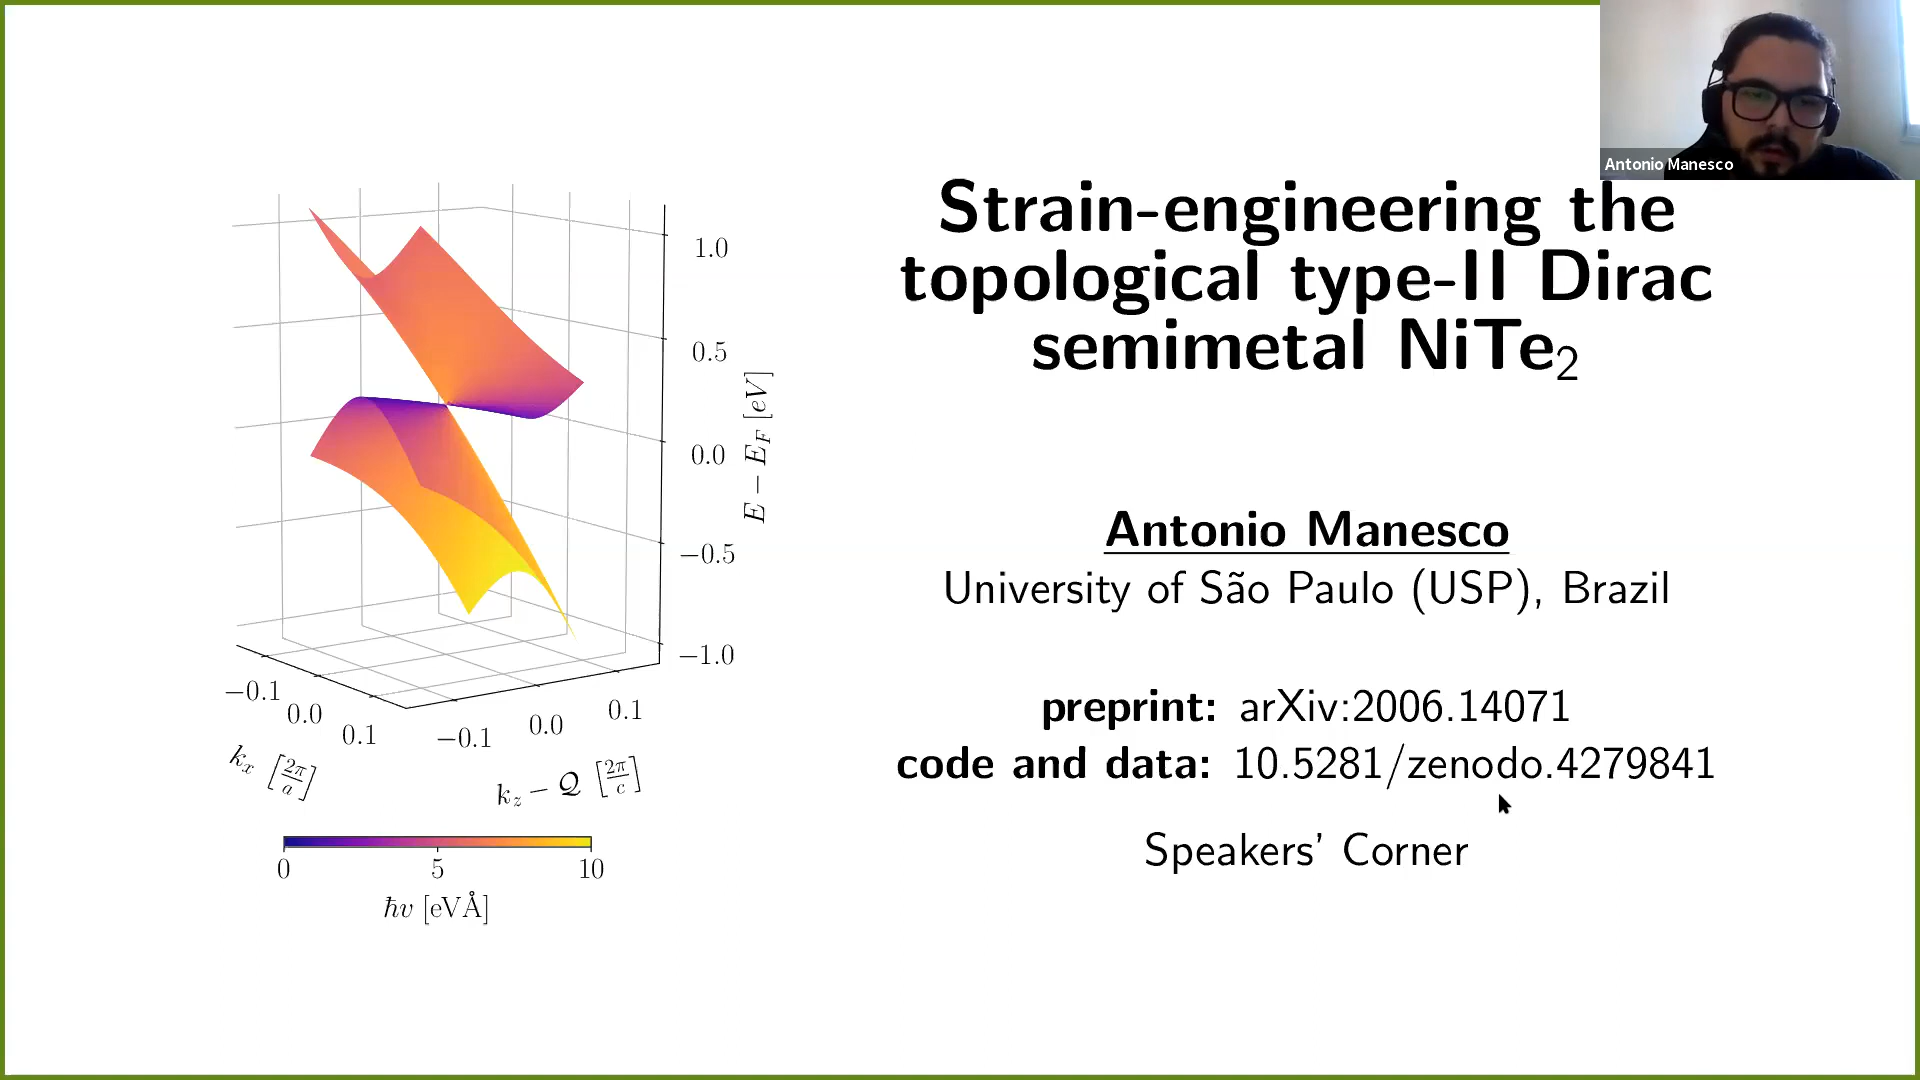 Antonio Manesco
Strain-engineering the
topological type-II Dirac
semimetal NiTe₂
Antonio Manesco
University of São Paulo (USP), Brazil
preprint: arXiv:2006.14071
code and data: 10.5281/zenodo.4279841
Speakers' Corner
1.0
0.5
0.0
−0.5
−1.0
E − E_F [eV]
−0.1
0.0
0.1
k_x [2π/a]
−0.1
0.0
0.1
k_z − 𝒬 [2π/c]
0
5
10
ħv [eVÅ]